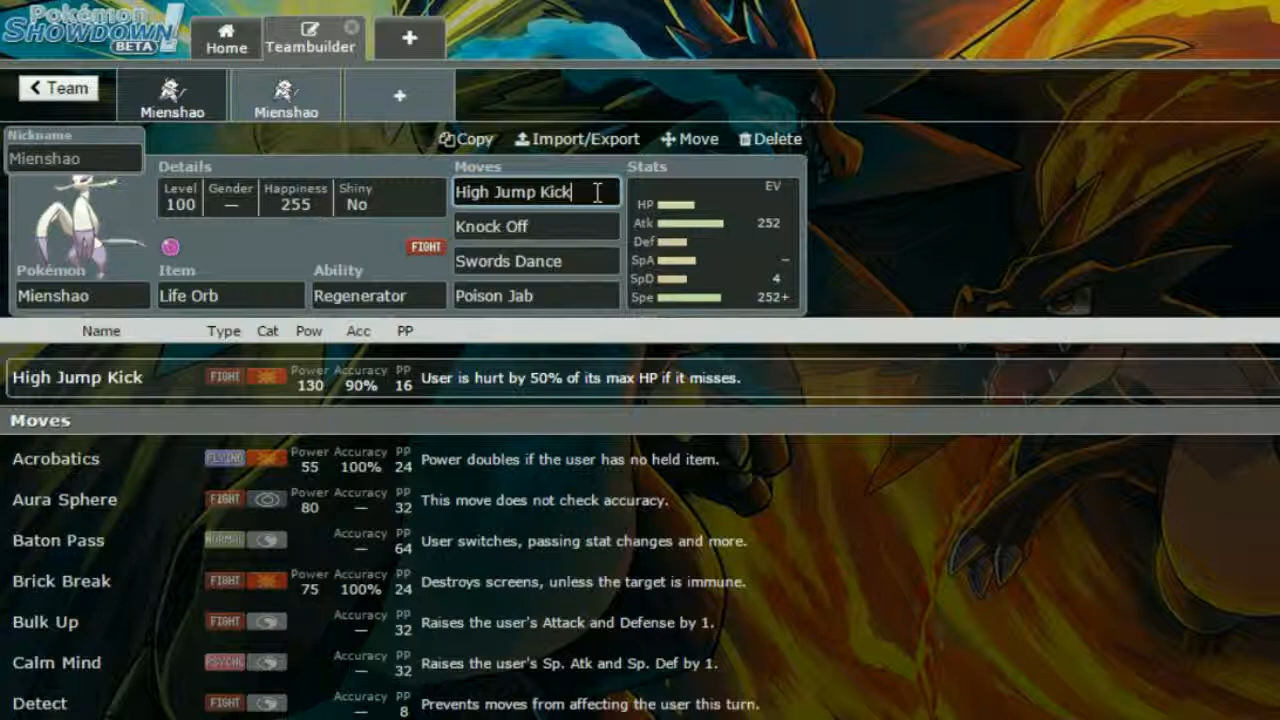 Pokémon
SHOWDOWN!
BETA
Home
Teambuilder
+
< Team
Mienshao
Mienshao
+
Nickname
Mienshao
Copy
Import/Export
Move
Delete
Details
Level
100
Gender
—
Happiness
255
Shiny
No
FIGHT
Pokémon
Mienshao
Item
Life Orb
Ability
Regenerator
Moves
High Jump Kick
Knock Off
Swords Dance
Poison Jab
Stats
EV
HP
Atk 252
Def
SpA –
SpD 4
Spe 252+
Name Type Cat Pow Acc PP
High Jump Kick FIGHT Power 130 Accuracy 90% PP 16 User is hurt by 50% of its max HP if it misses.
Moves
Acrobatics FLYING Power 55 Accuracy 100% PP 24 Power doubles if the user has no held item.
Aura Sphere FIGHT Power 80 Accuracy — PP 32 This move does not check accuracy.
Baton Pass NORMAL Accuracy — PP 64 User switches, passing stat changes and more.
Brick Break FIGHT Power 75 Accuracy 100% PP 24 Destroys screens, unless the target is immune.
Bulk Up FIGHT Accuracy — PP 32 Raises the user's Attack and Defense by 1.
Calm Mind PSYCHC Accuracy — PP 32 Raises the user's Sp. Atk and Sp. Def by 1.
Detect FIGHT Accuracy — PP 8 Prevents moves from affecting the user this turn.